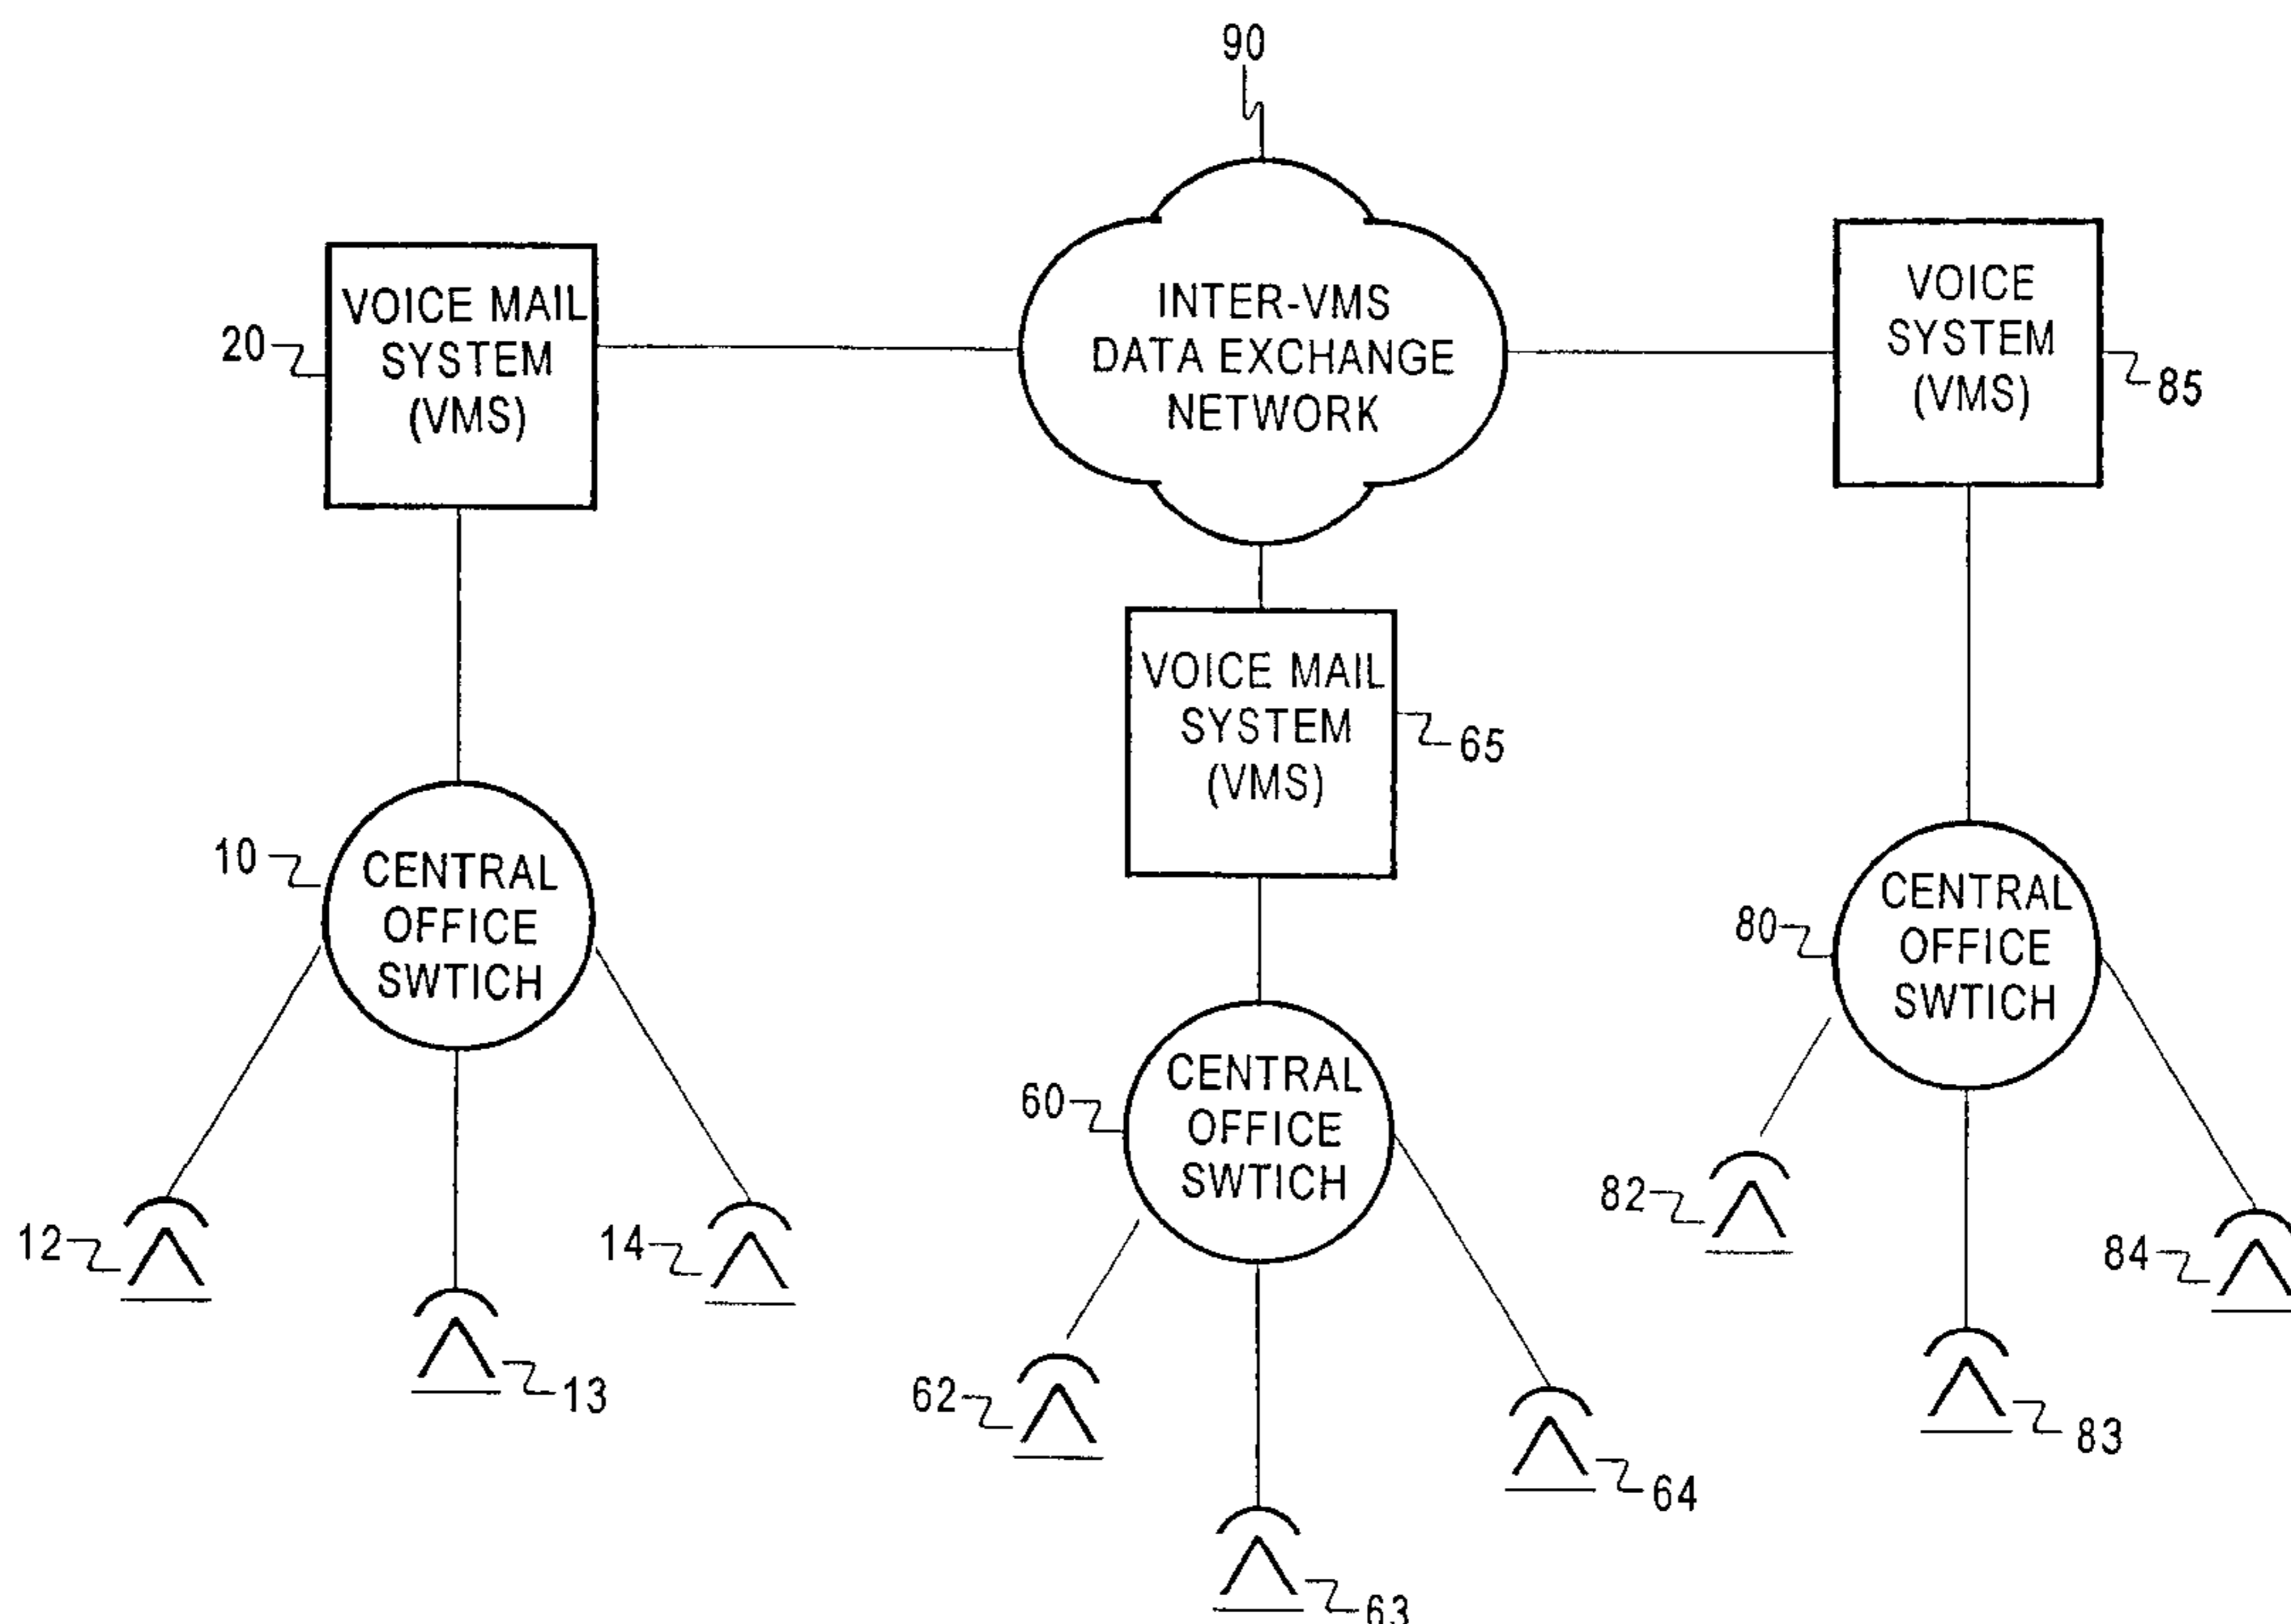 90
VOICE MAIL
SYSTEM
(VMS)
20
INTER-VMS
DATA EXCHANGE
NETWORK
VOICE
SYSTEM
(VMS)
85
VOICE MAIL
SYSTEM
(VMS)
65
10
CENTRAL
OFFICE
SWTICH
80
CENTRAL
OFFICE
SWTICH
60
CENTRAL
OFFICE
SWTICH
12
14
13
82
84
83
62
64
63